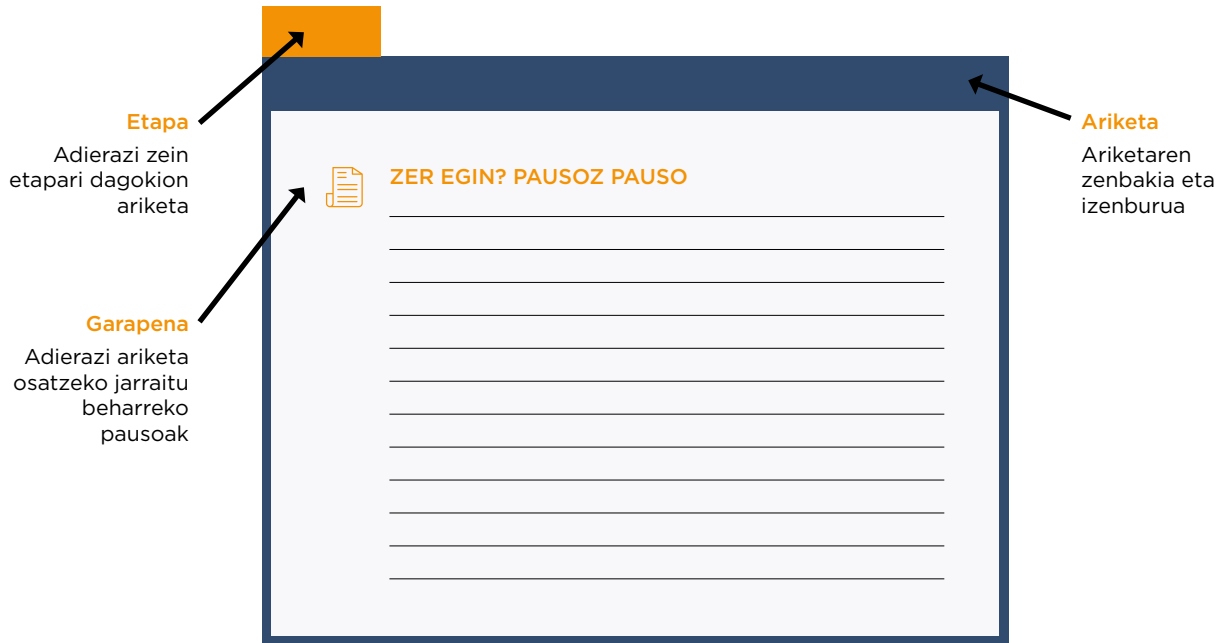 Etapa
Adierazi zein
etapari dagokion
ariketa
Ariketa
Ariketaren
zenbakia eta
izenburua
ZER EGIN? PAUSOZ PAUSO
Garapena
Adierazi ariketa
osatzeko jarraitu
beharreko
pausoak